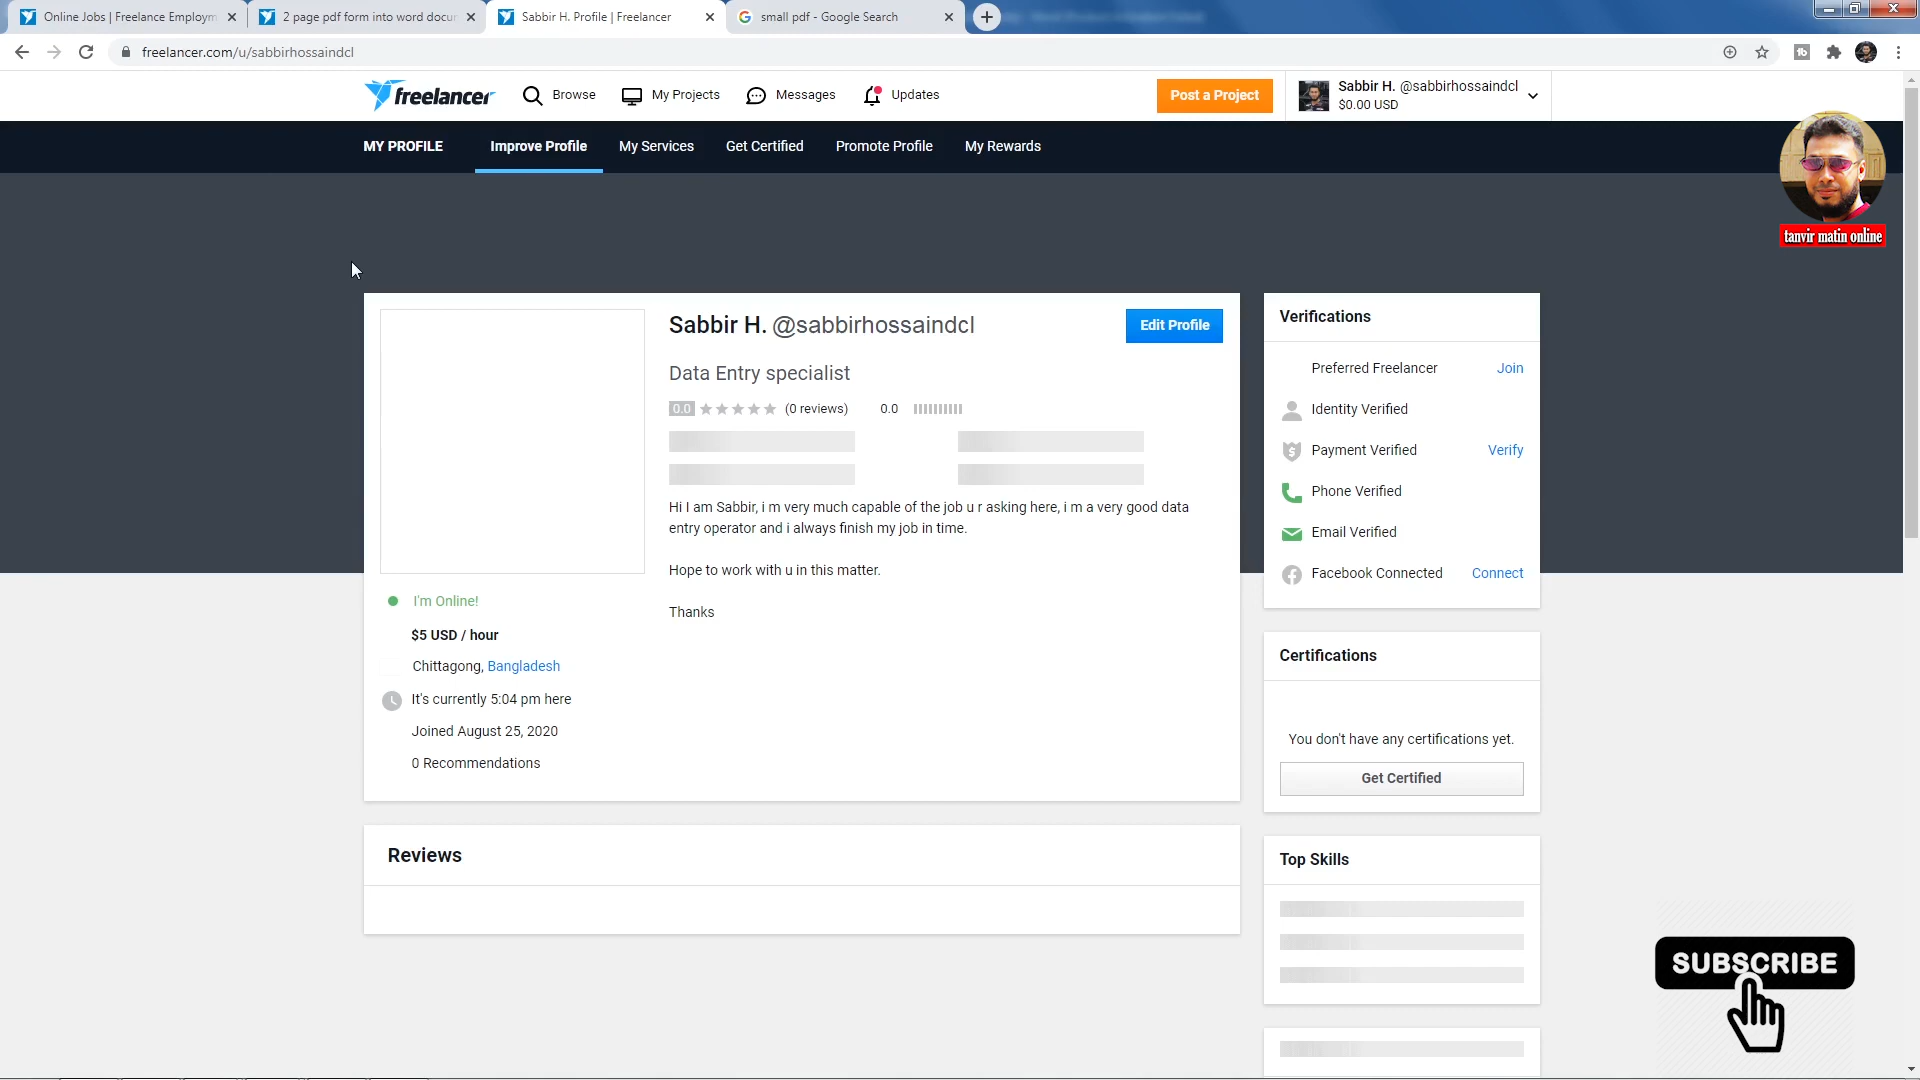 Online Jobs | Freelance Employm
2 page pdf form into word docu
Sabbir H. Profile | Freelancer
small pdf - Google Search
freelancer.com/u/sabbirhossaindcl
freelancer
Browse
My Projects
Messages
Updates
Post a Project
Sabbir H. @sabbirhossaindcl
$0.00 USD
MY PROFILE
Improve Profile
My Services
Get Certified
Promote Profile
My Rewards
tanvir matin online
Sabbir H. @sabbirhossaindcl
Edit Profile
Data Entry specialist
0.0
(0 reviews)
0.0
Hi I am Sabbir, i m very much capable of the job u r asking here, i m a very good data
entry operator and i always finish my job in time.
Hope to work with u in this matter.
Thanks
I'm Online!
$5 USD / hour
Chittagong, Bangladesh
It's currently 5:04 pm here
Joined August 25, 2020
0 Recommendations
Reviews
Verifications
Preferred Freelancer
Join
Identity Verified
Payment Verified
Verify
Phone Verified
Email Verified
Facebook Connected
Connect
Certifications
You don't have any certifications yet.
Get Certified
Top Skills
SUBSCRIBE